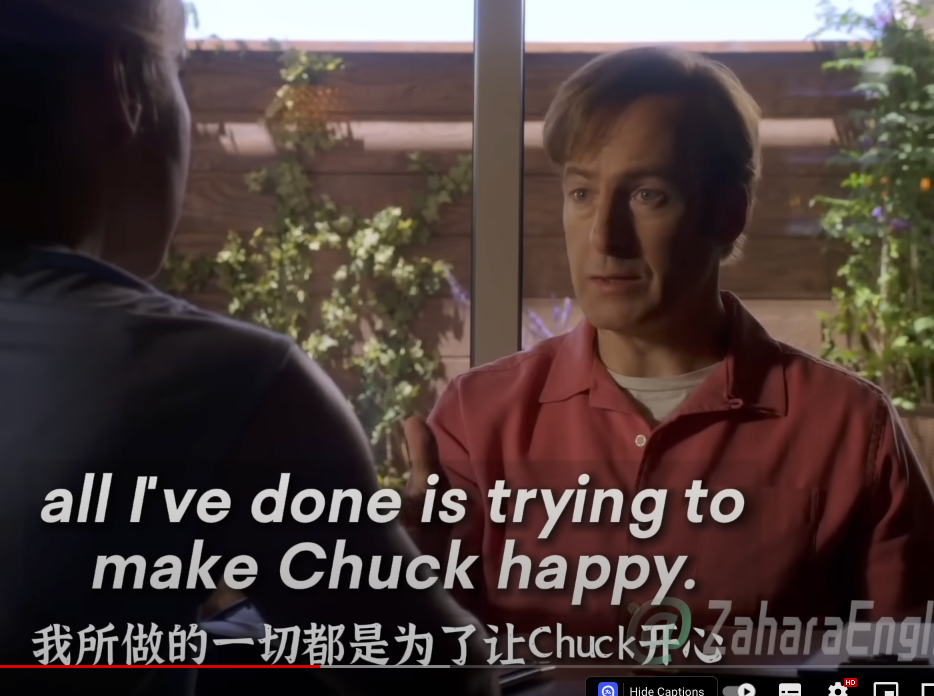 all I've done is trying to
make Chuck happy.
我所做的一切都是为了让Chuck开心
ZaharaEngl
HD
Hide Captions